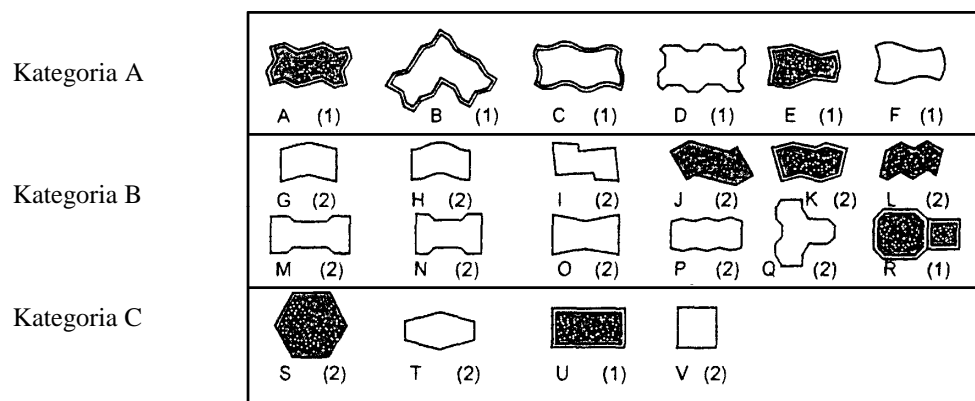 Kategoria A
A (1) B (1) C (1) D (1) E (1) F (1)
Kategoria B
G (2) H (2) I (2) J (2) K (2) L (2)
M (2) N (2) O (2) P (2) Q (2) R (1)
Kategoria C
S (2) T (2) U (1) V (2)